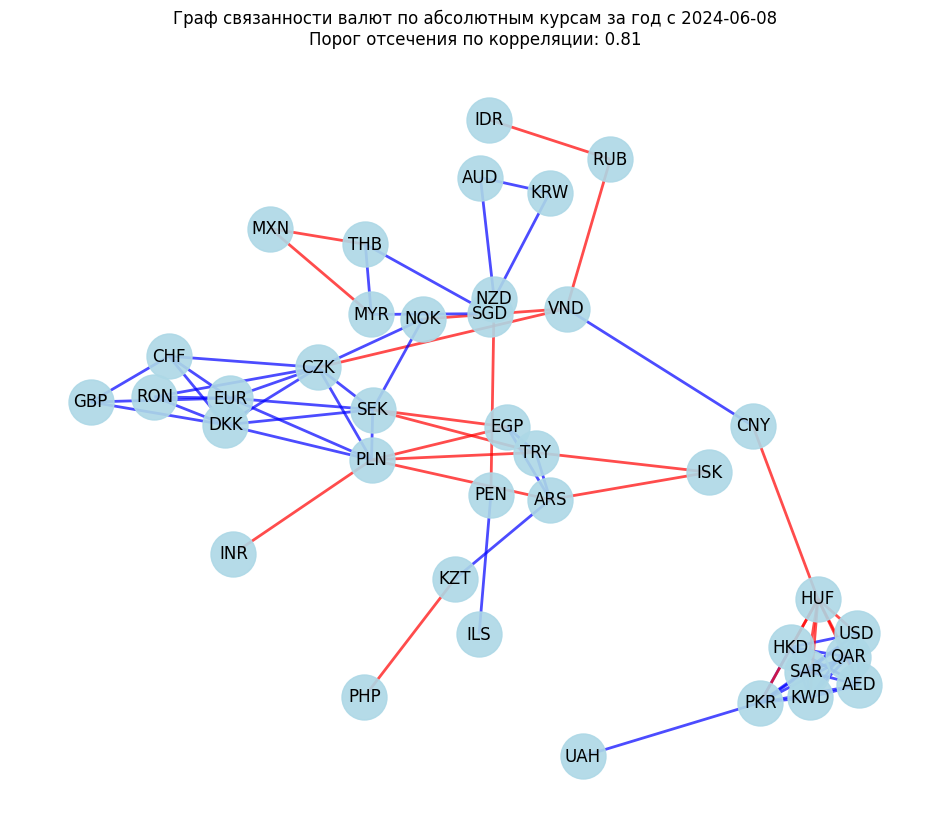 Граф связанности валют по абсолютным курсам за год с 2024-06-08
Порог отсечения по корреляции: 0.81
IDR
RUB
AUD
KRW
MXN
THB
NZD
VND
MYR
NOK
SGD
CHF
CZK
RON
EUR
GBP
DKK
SEK
EGP
CNY
TRY
PLN
ISK
PEN
ARS
INR
KZT
HUF
ILS
USD
HKD
QAR
SAR
AED
PHP
KWD
PKR
UAH